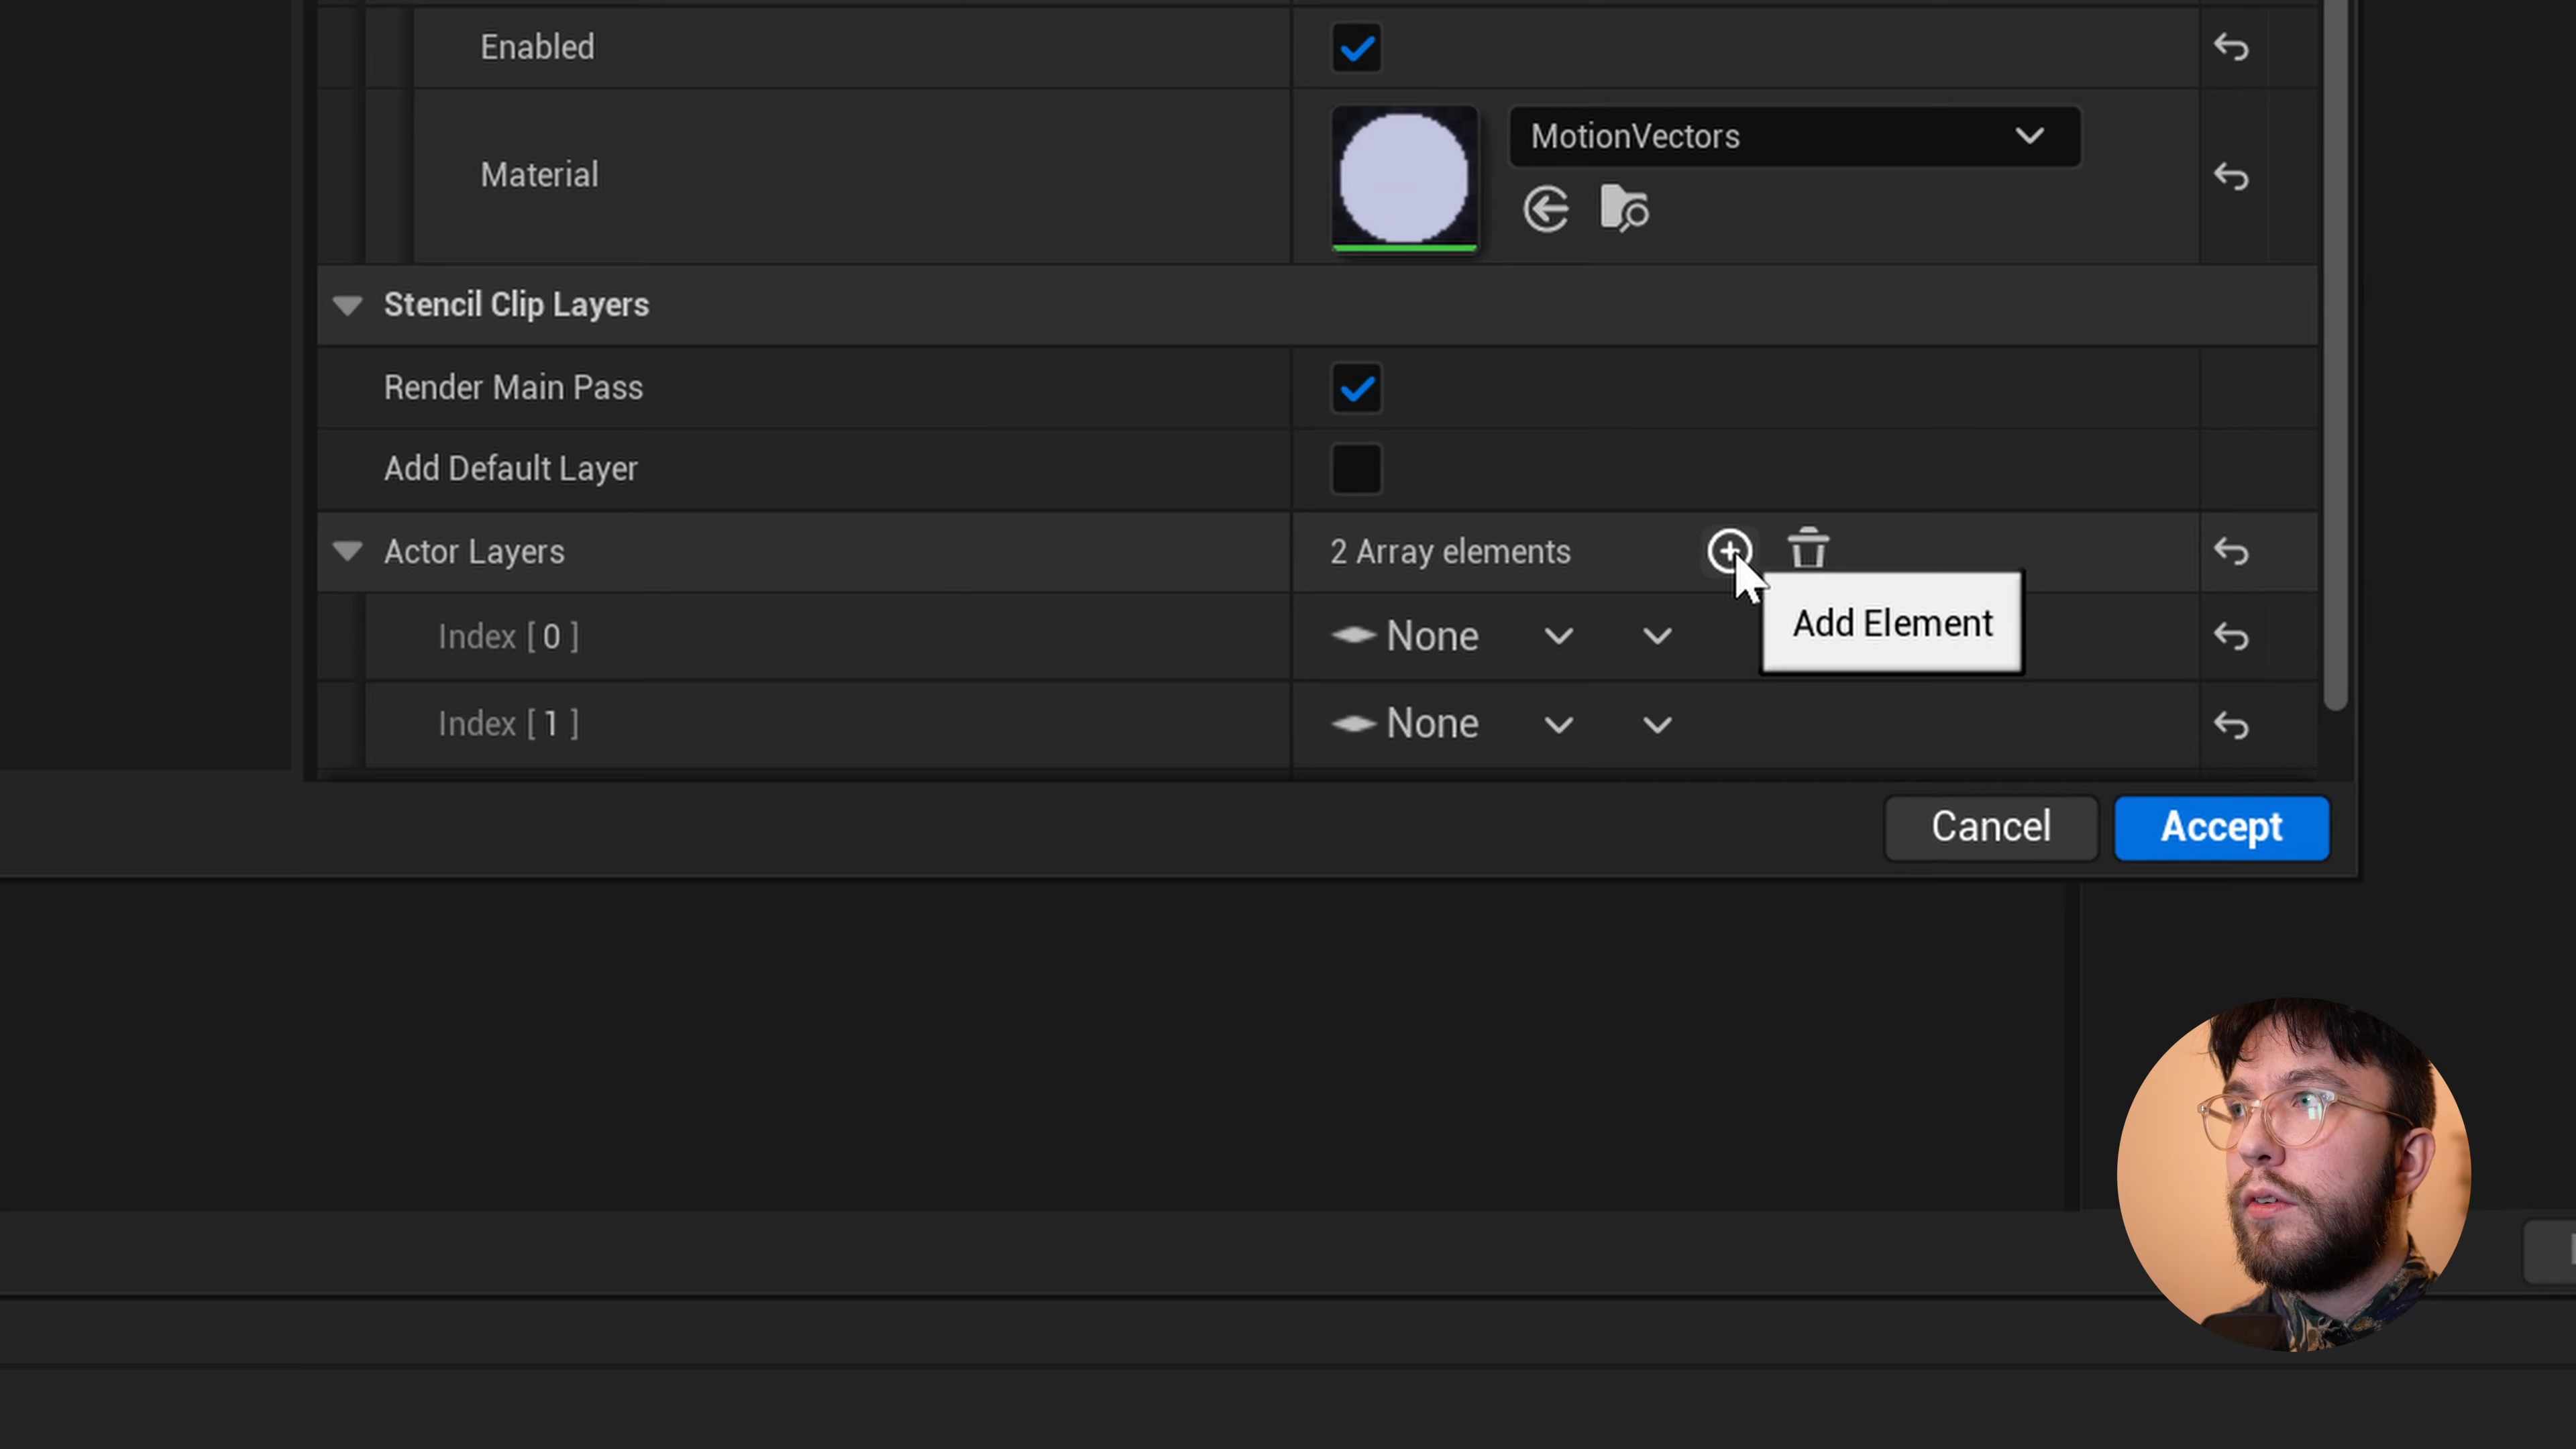 Enabled
Material
MotionVectors
Stencil Clip Layers
Render Main Pass
Add Default Layer
Actor Layers
2 Array elements
Add Element
Index [ 0 ]
None
Index [ 1 ]
None
Cancel
Accept